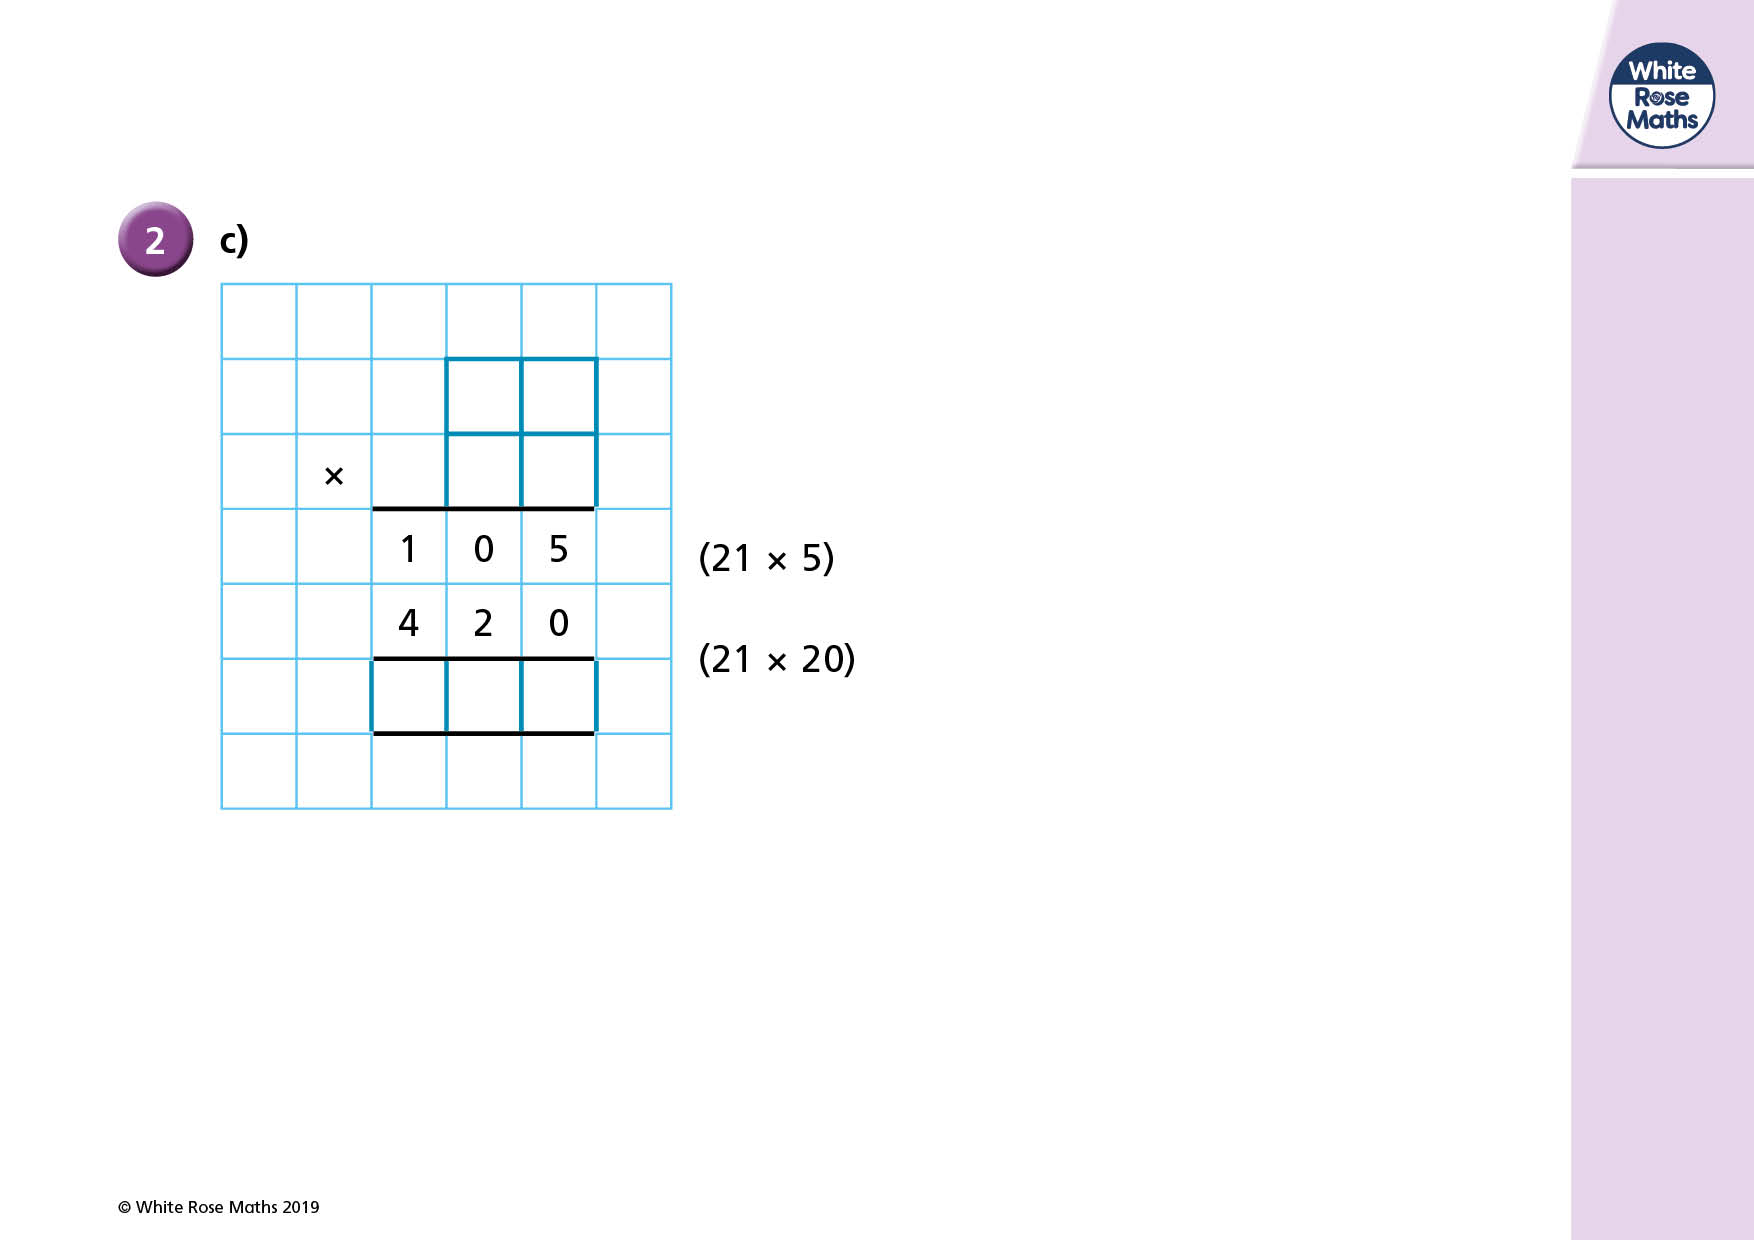 White
Rose
Maths
2 c)
×
1 0 5 (21 × 5)
4 2 0 (21 × 20)
© White Rose Maths 2019